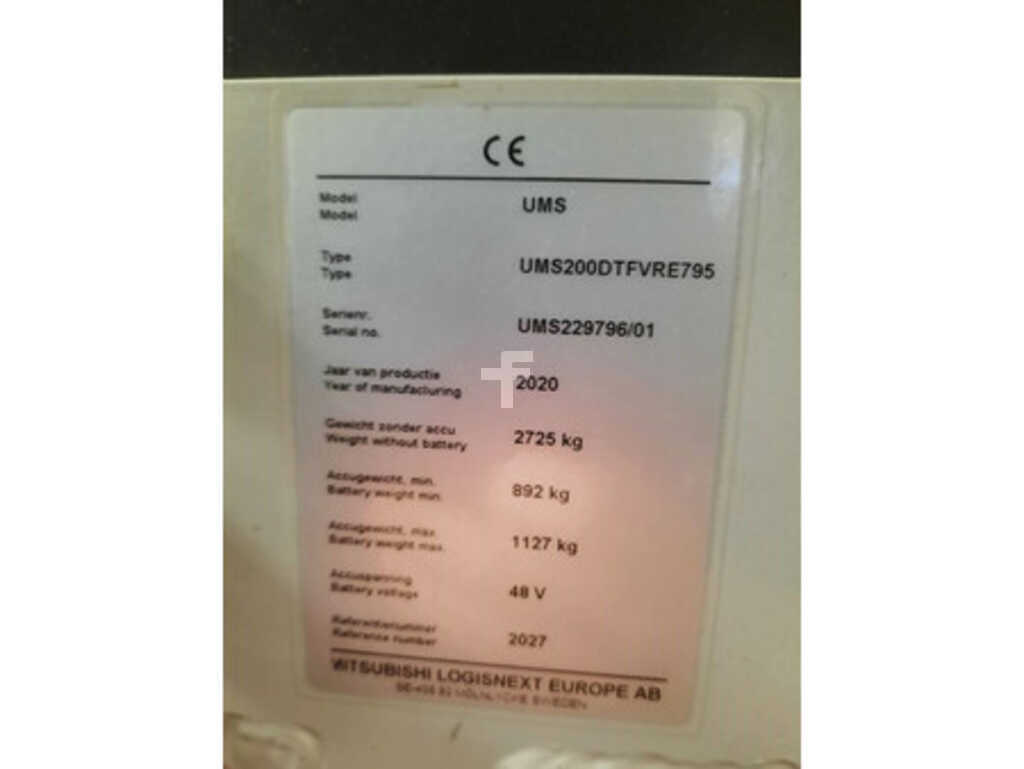 CE
Model
Model
UMS
Type
Type
UMS200DTFVRE795
Serienr.
Serial no.
UMS229796/01
Jaar van productie
Year of manufacturing
2020
Gewicht zonder accu
Weight without battery
2725 kg
Accugewicht, min.
Battery weight min.
892 kg
Accugewicht, max.
Battery weight max.
1127 kg
Accuspanning
Battery voltage
48 V
Referentienummer
Reference number
2027
MITSUBISHI LOGISNEXT EUROPE AB
SWEDEN